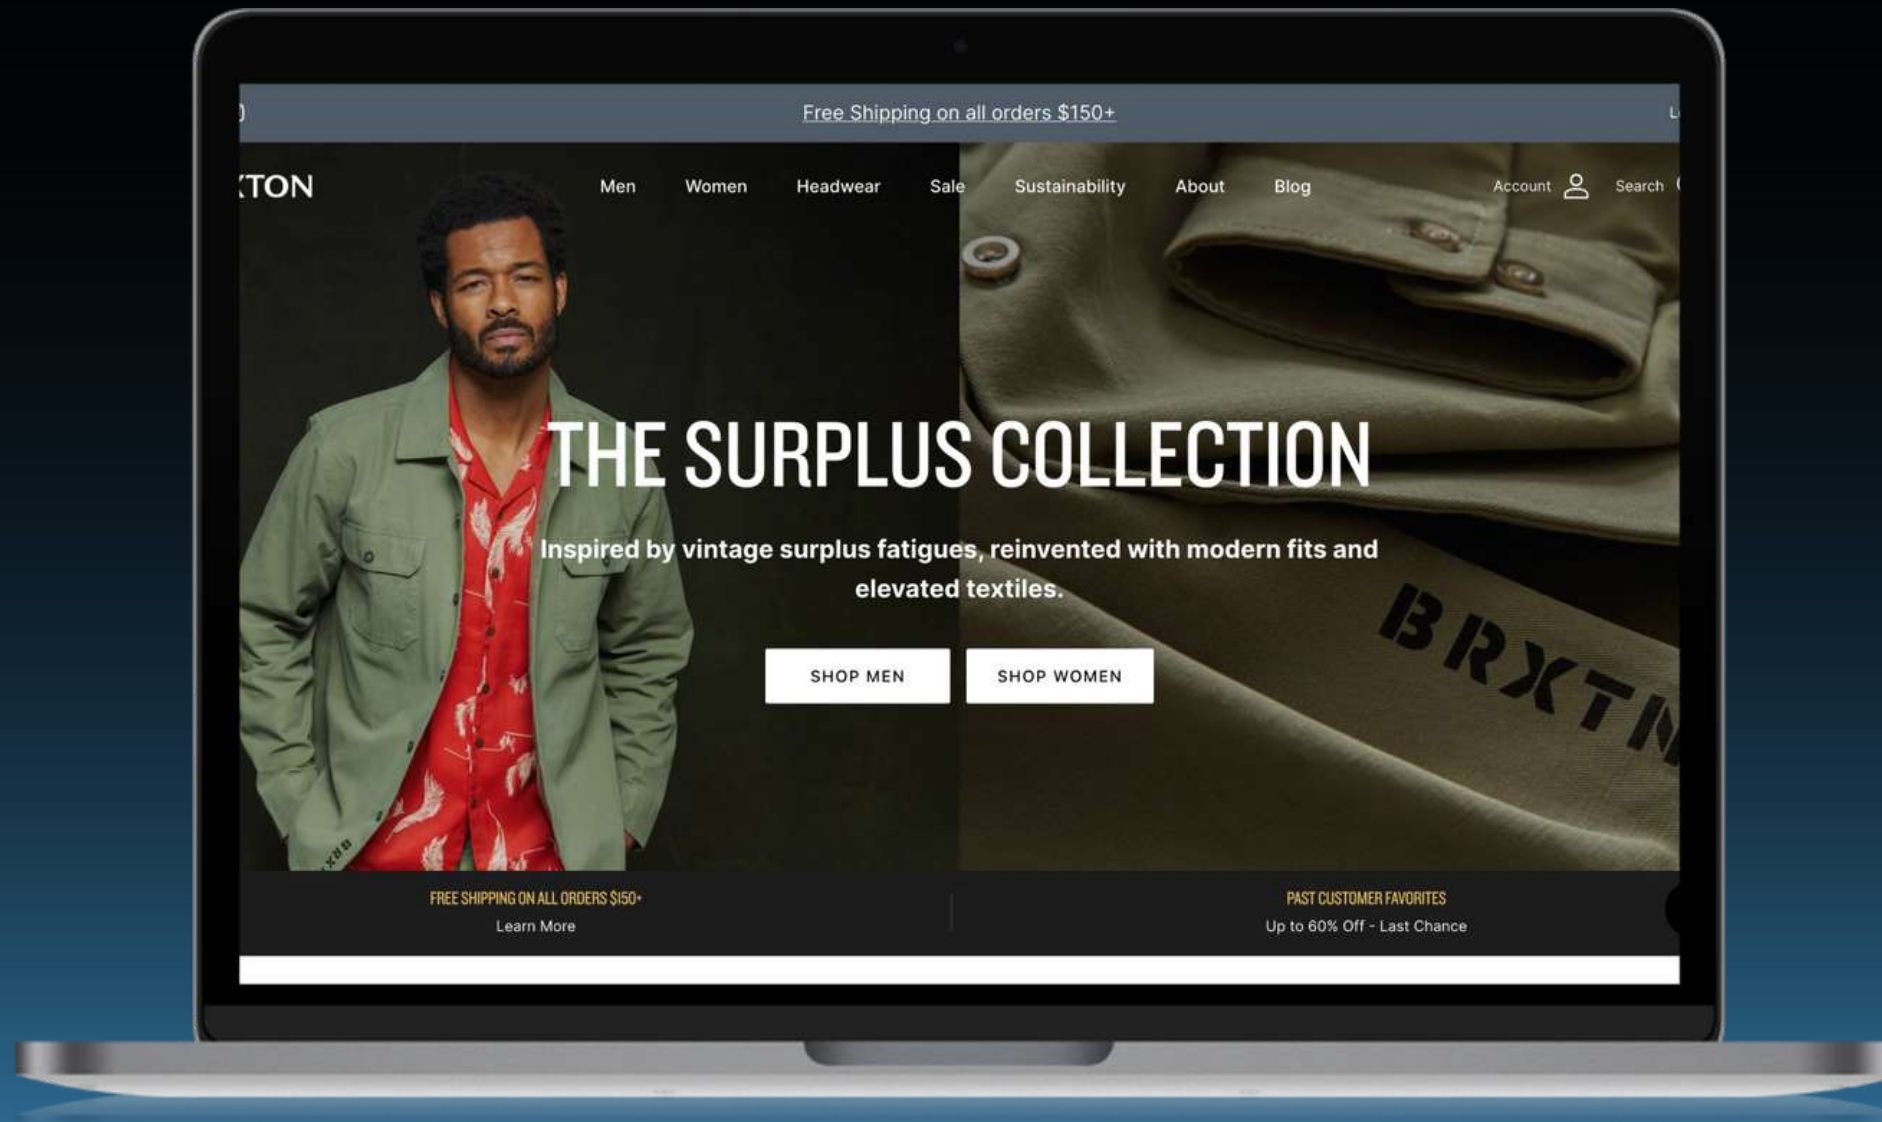 Free Shipping on all orders $150+
XTON
Men Women Headwear Sale Sustainability About Blog Account Search
THE SURPLUS COLLECTION
Inspired by vintage surplus fatigues, reinvented with modern fits and
elevated textiles.
SHOP MEN SHOP WOMEN
BRXTN
FREE SHIPPING ON ALL ORDERS $150+
Learn More
PAST CUSTOMER FAVORITES
Up to 60% Off - Last Chance